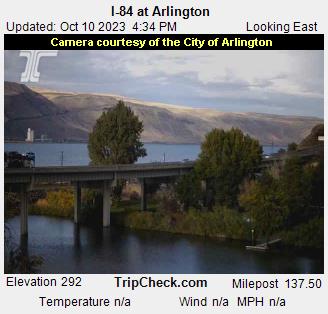 I-84 at Arlington
Updated: Oct 10 2023 4:34 PM Looking East
Camera courtesy of the City of Arlington
Elevation 292 TripCheck.com Milepost 137.50
Temperature n/a Wind n/a MPH n/a